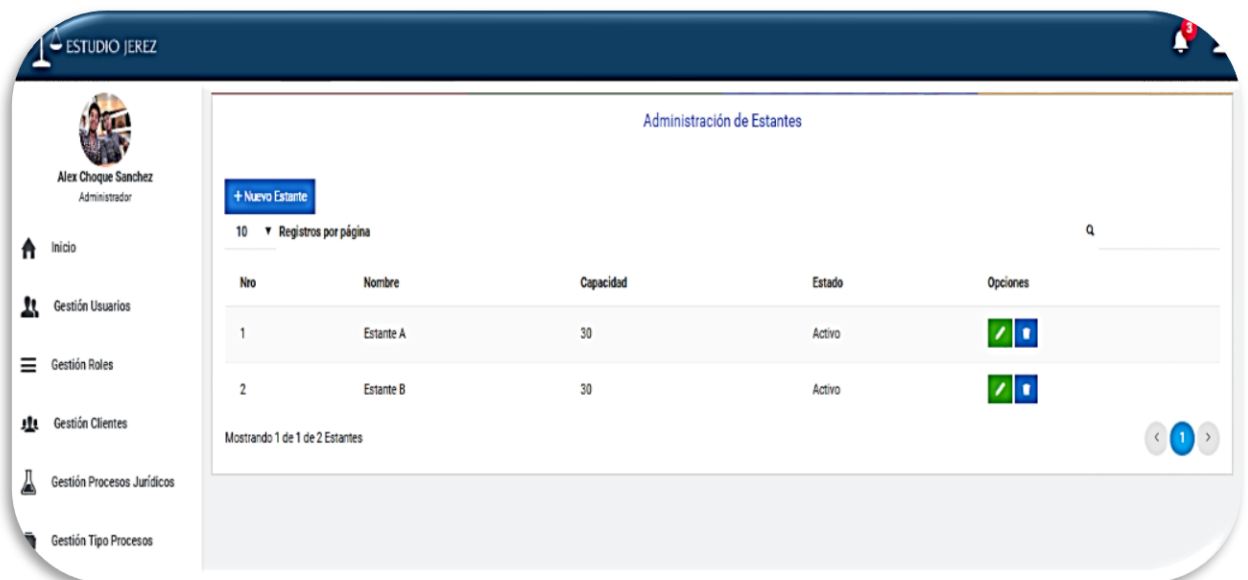 ESTUDIO JEREZ
3
Alex Choque Sanchez
Administrador
Inicio
Gestión Usuarios
Gestión Roles
Gestión Clientes
Gestión Procesos Jurídicos
Gestión Tipo Procesos
Administración de Estantes
+ Nuevo Estante
10 Registros por página
Nro Nombre Capacidad Estado Opciones
1 Estante A 30 Activo
2 Estante B 30 Activo
Mostrando 1 de 1 de 2 Estantes
< 1 >